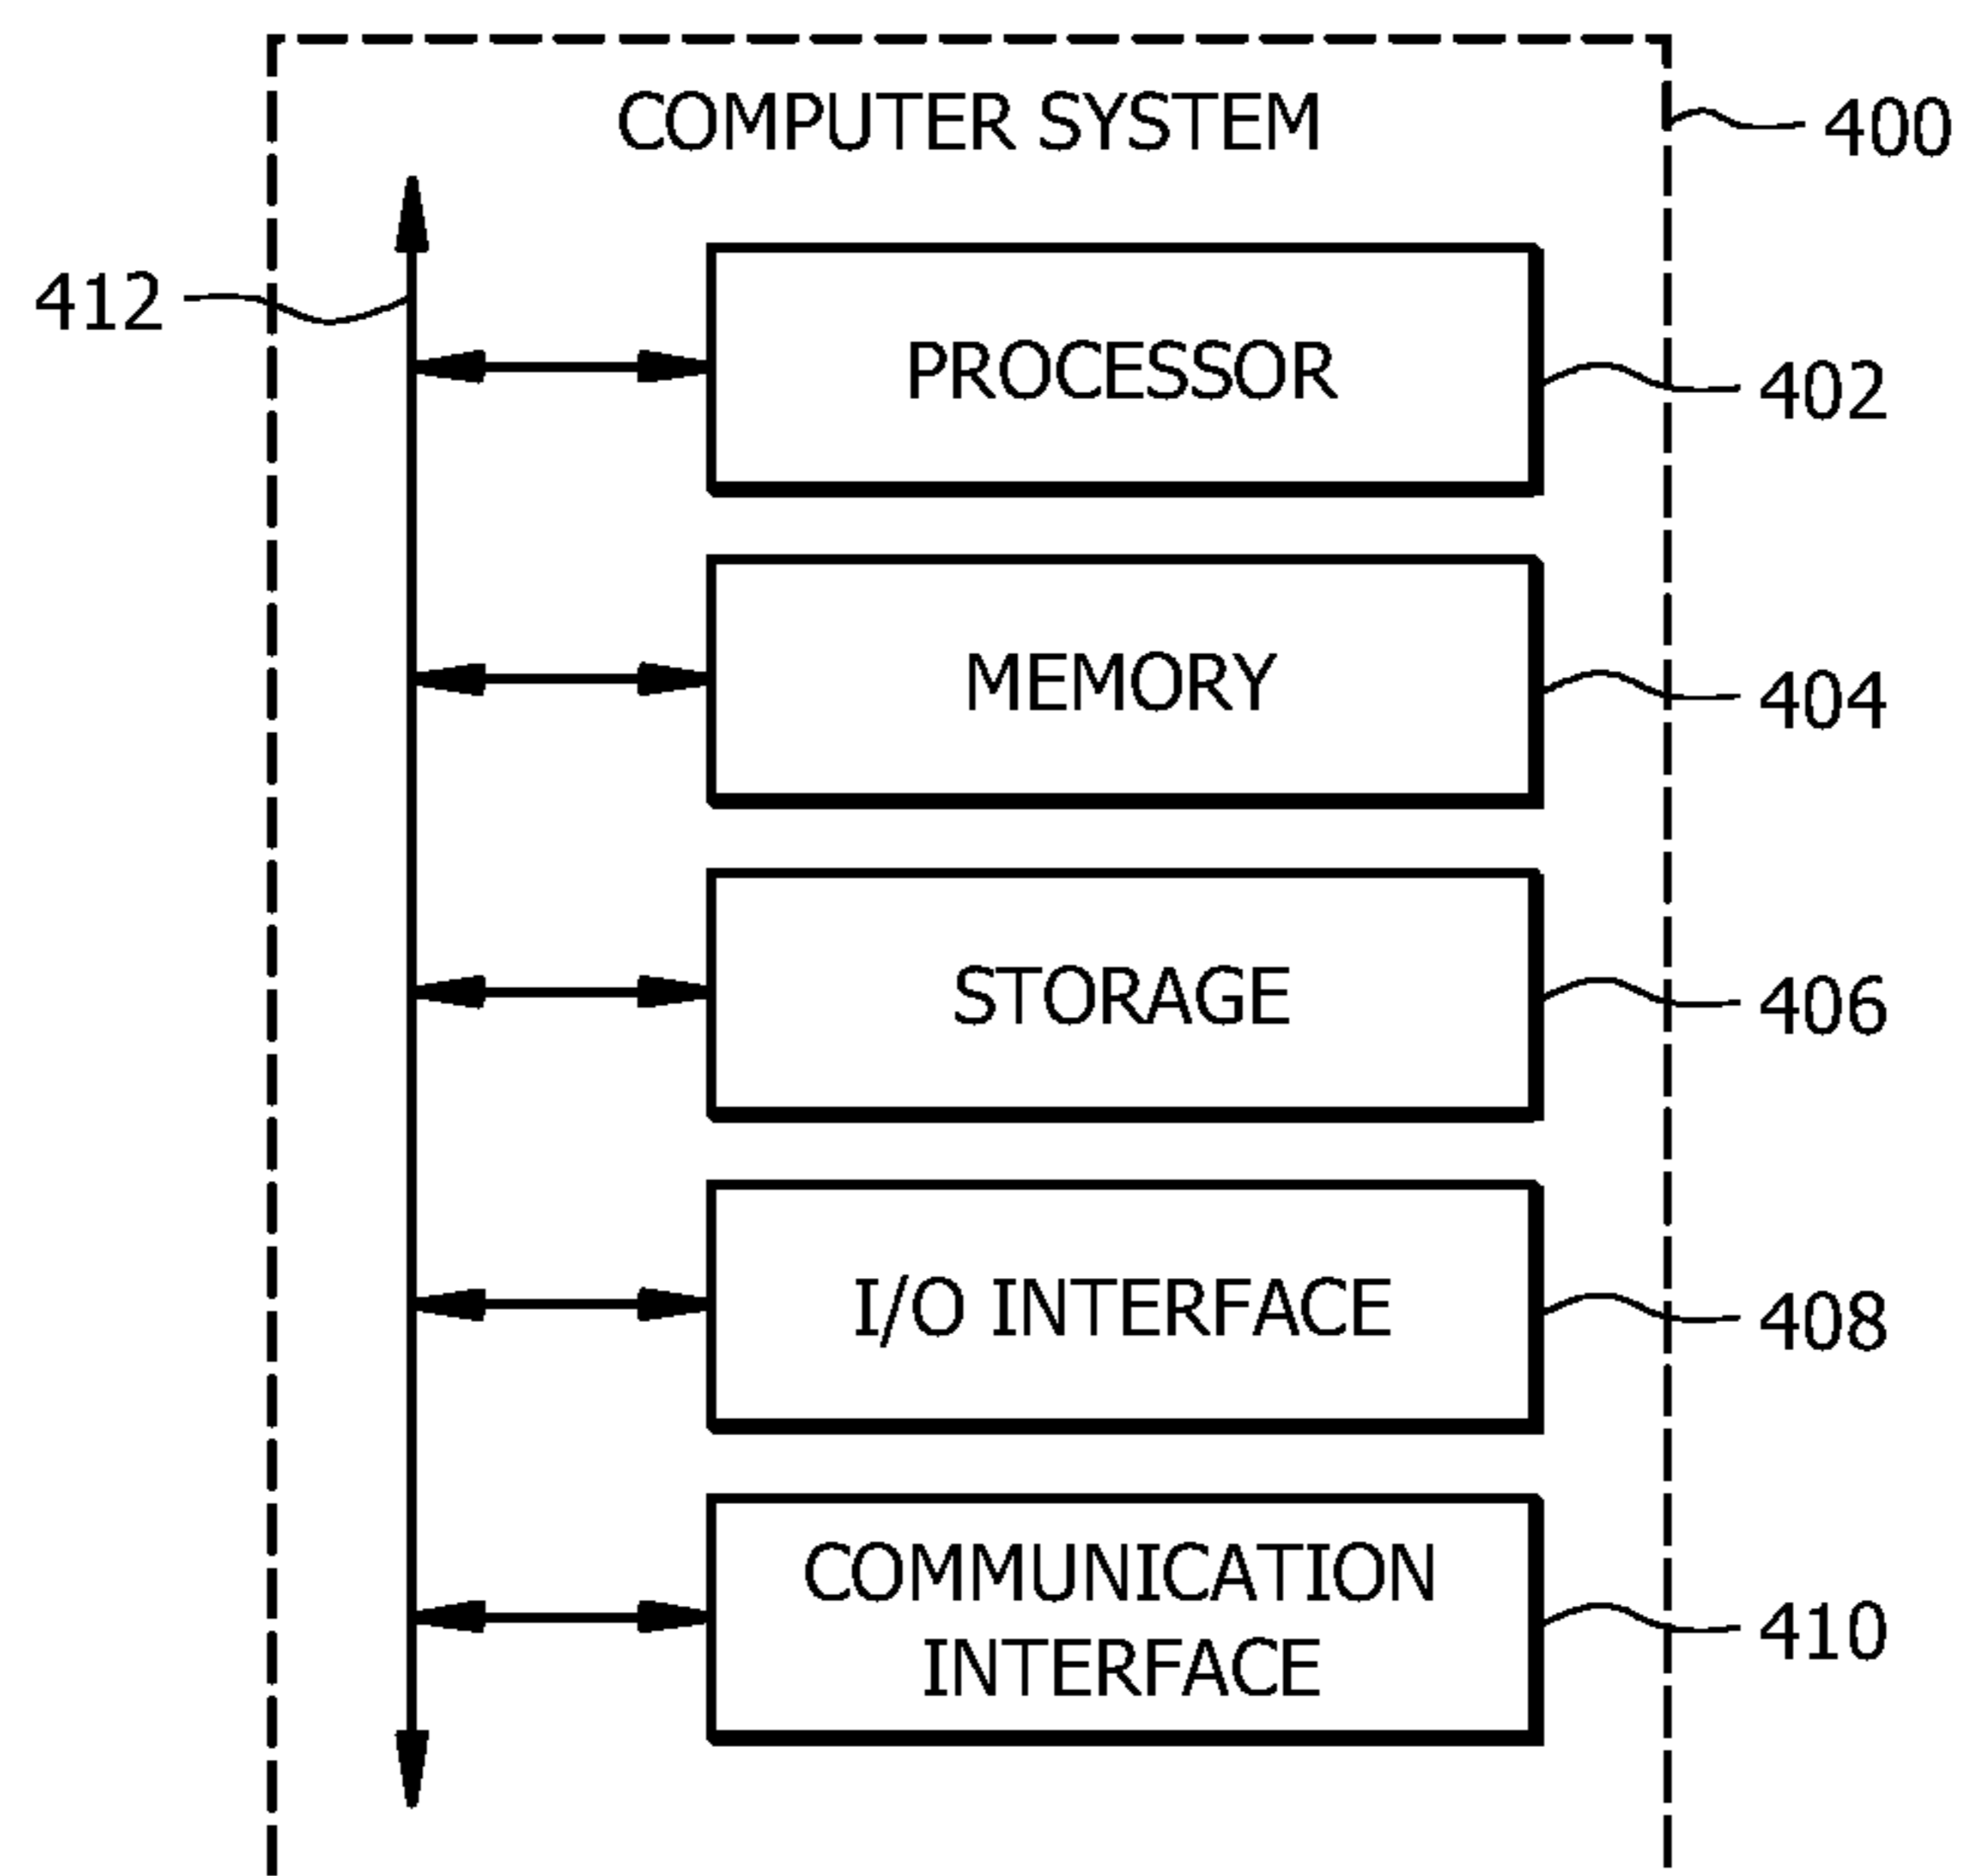 COMPUTER SYSTEM
400
412
PROCESSOR
402
MEMORY
404
STORAGE
406
I/O INTERFACE
408
COMMUNICATION
INTERFACE
410